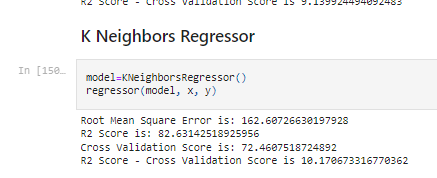 R2 Score - Cross Validation Score is 9.139924494092483
K Neighbors Regressor
In [150…
model=KNeighborsRegressor()
regressor(model, x, y)
Root Mean Square Error is: 162.60726630197928
R2 Score is: 82.63142518925956
Cross Validation Score is: 72.4607518724892
R2 Score - Cross Validation Score is 10.170673316770362